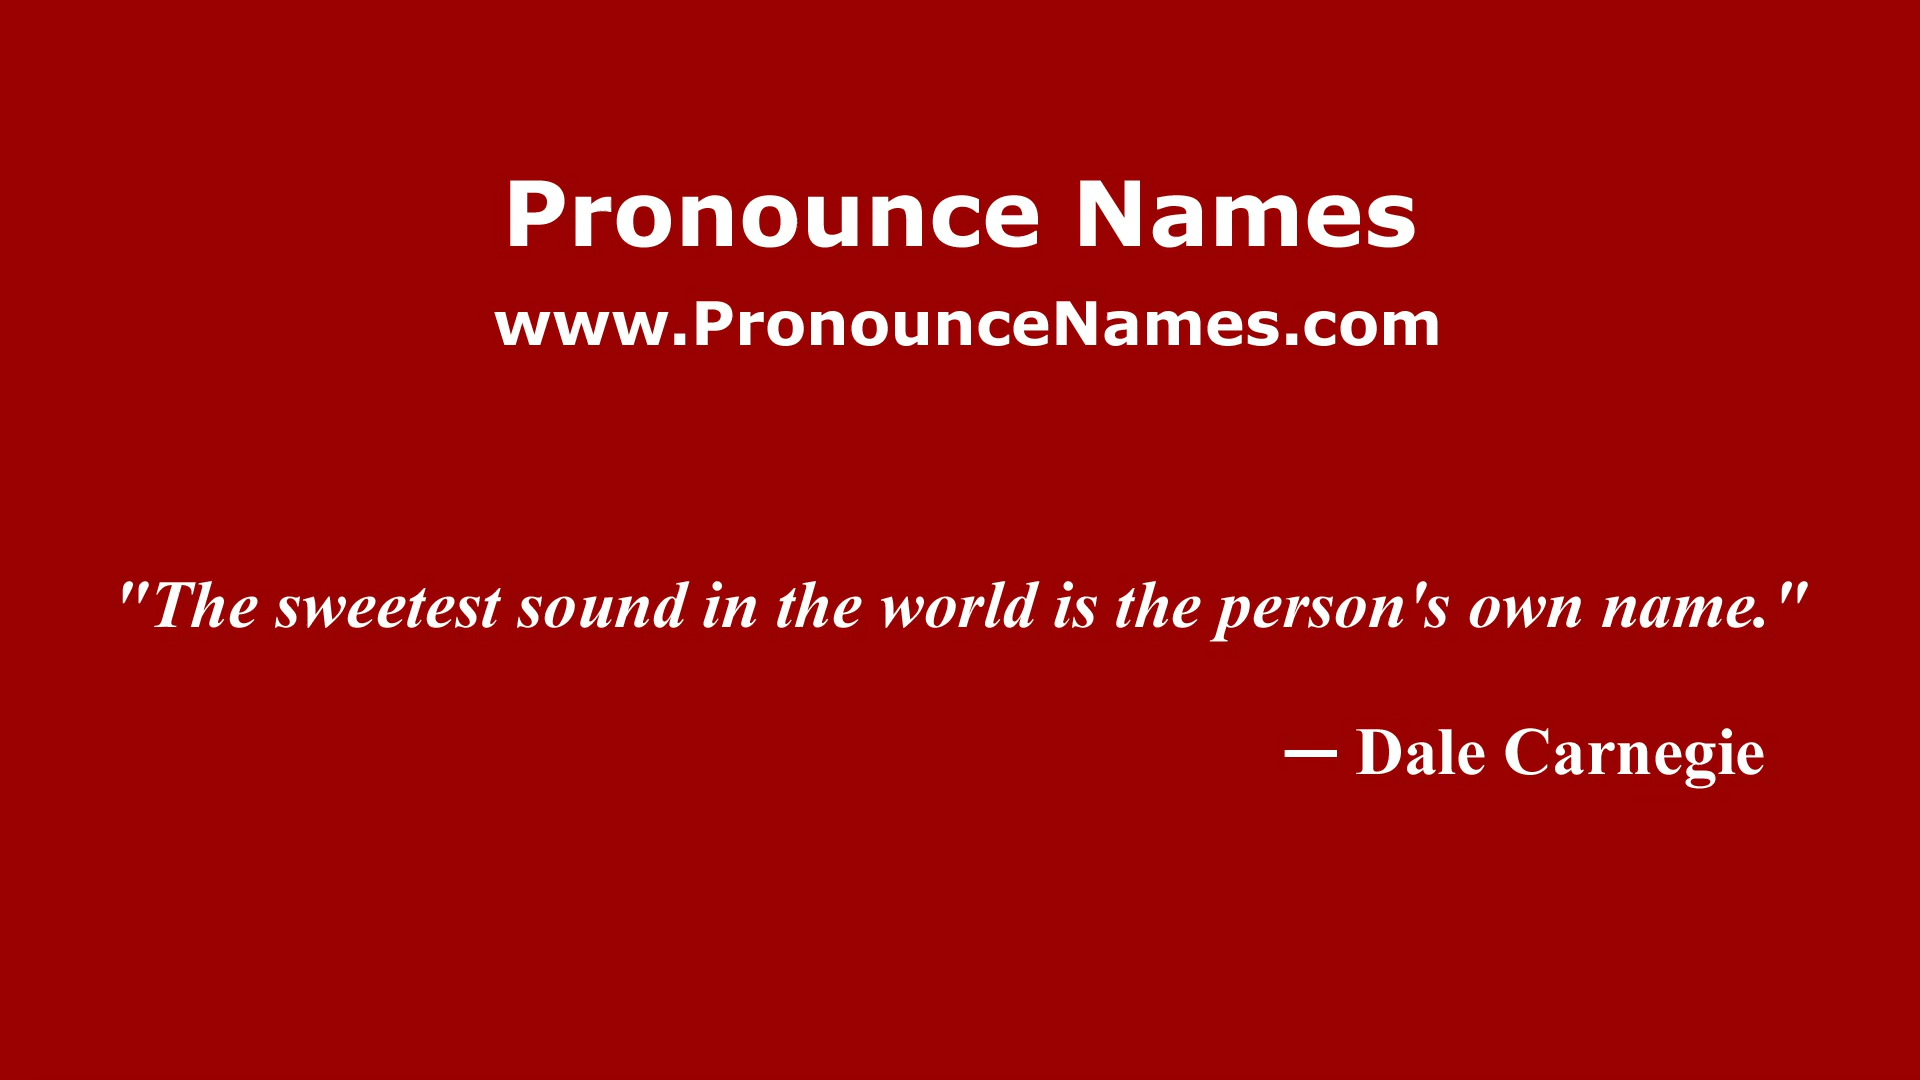 Pronounce Names
www.PronounceNames.com
"The sweetest sound in the world is the person's own name."
— Dale Carnegie